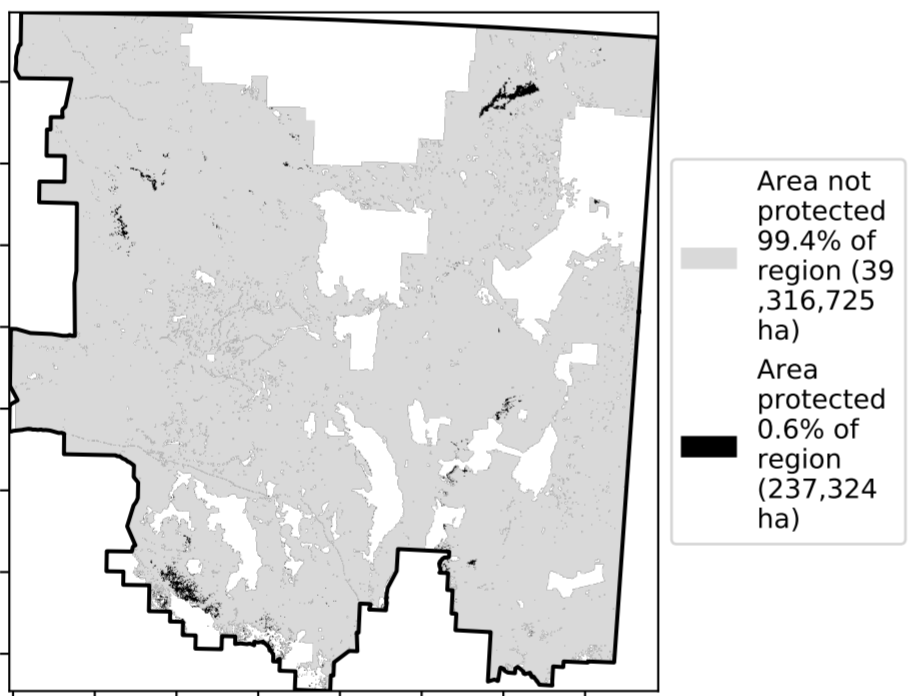 Area not
protected
99.4% of
region (39
,316,725
ha)
Area
protected
0.6% of
region
(237,324
ha)